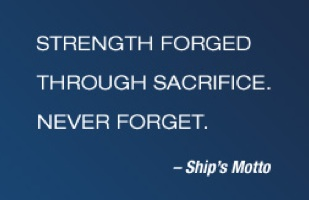 STRENGTH FORGED
THROUGH SACRIFICE.
NEVER FORGET.
– Ship's Motto